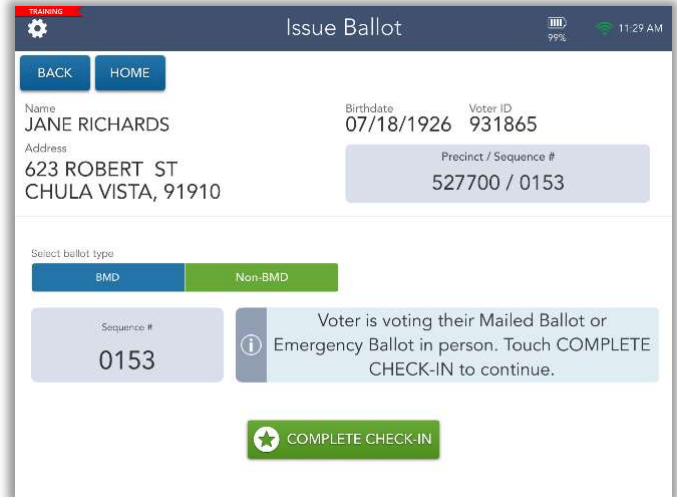 TRAINING
Issue Ballot
99%
11:29 AM
BACK
HOME
Name
JANE RICHARDS
Birthdate
07/18/1926
Voter ID
931865
Address
623 ROBERT ST
CHULA VISTA, 91910
Precinct / Sequence #
527700 / 0153
Select ballot type
BMD
Non-BMD
Sequence #
0153
Voter is voting their Mailed Ballot or
Emergency Ballot in person. Touch COMPLETE
CHECK-IN to continue.
COMPLETE CHECK-IN